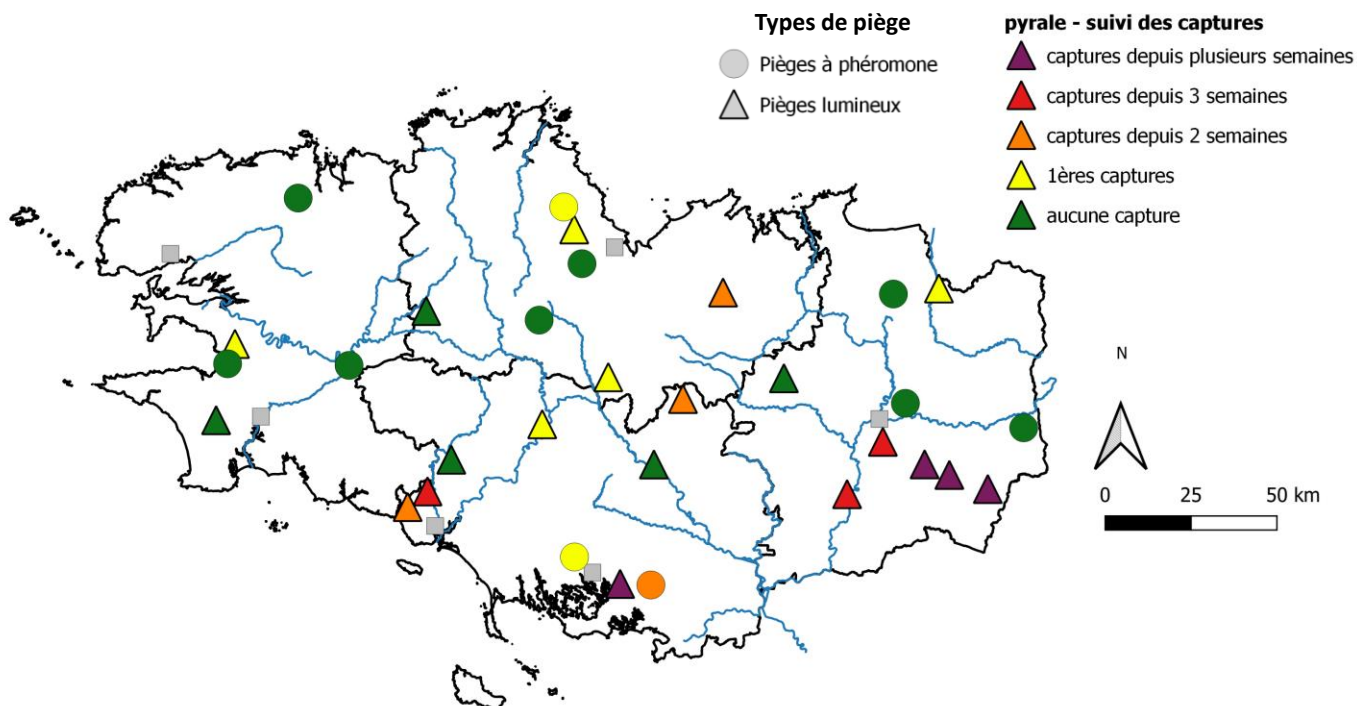 Types de piège
Pièges à phéromone
Pièges lumineux
pyrale - suivi des captures
captures depuis plusieurs semaines
captures depuis 3 semaines
captures depuis 2 semaines
1ères captures
aucune capture
N
0 25 50 km